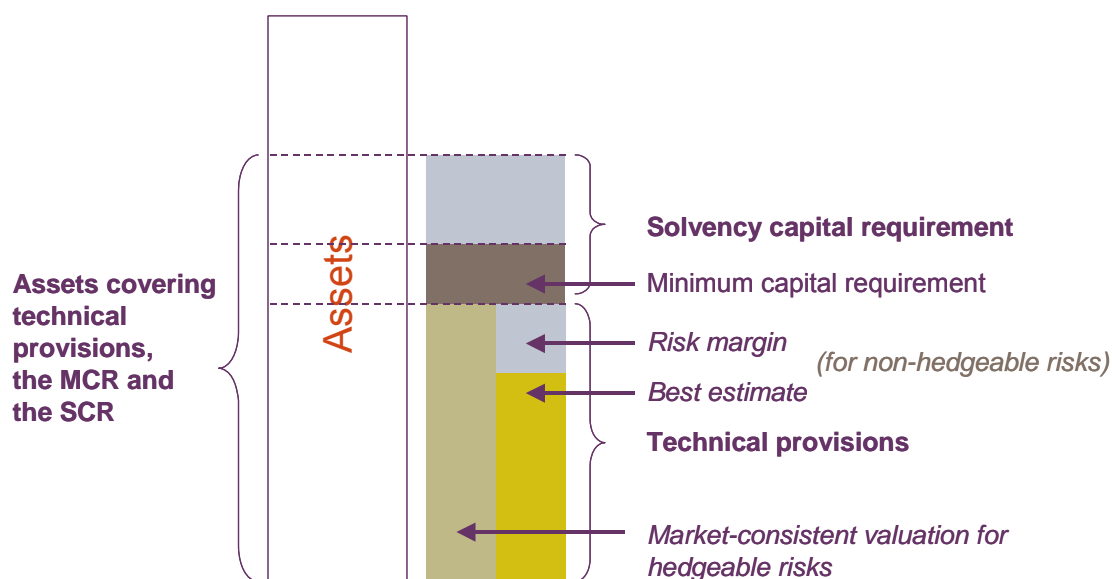 Assets covering
technical
provisions,
the MCR and
the SCR
Assets
Solvency capital requirement
Minimum capital requirement
Risk margin
(for non-hedgeable risks)
Best estimate
Technical provisions
Market-consistent valuation for
hedgeable risks